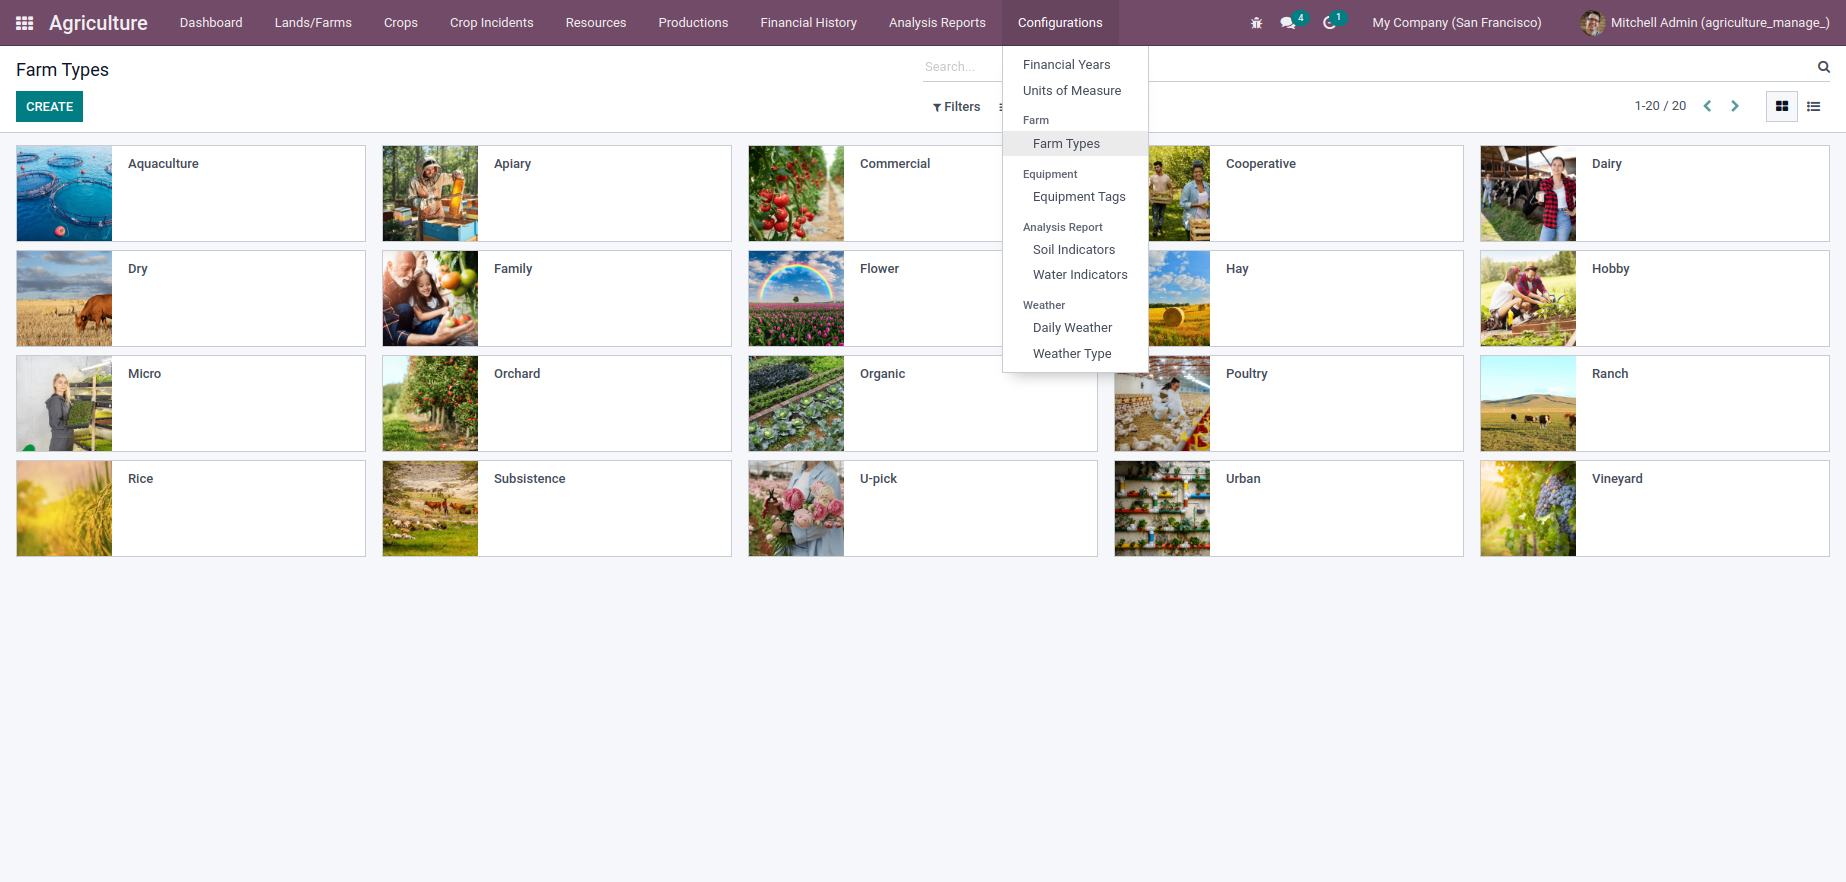 Agriculture Dashboard Lands/Farms Crops Crop Incidents Resources Productions Financial History Analysis Reports Configurations 4 1 My Company (San Francisco) Mitchell Admin (agriculture_manage_)
Farm Types
Search...
CREATE
Filters
1-20 / 20
Financial Years
Units of Measure
Farm
Farm Types
Equipment
Equipment Tags
Analysis Report
Soil Indicators
Water Indicators
Weather
Daily Weather
Weather Type
Aquaculture Apiary Commercial Cooperative Dairy
Dry Family Flower Hay Hobby
Micro Orchard Organic Poultry Ranch
Rice Subsistence U-pick Urban Vineyard